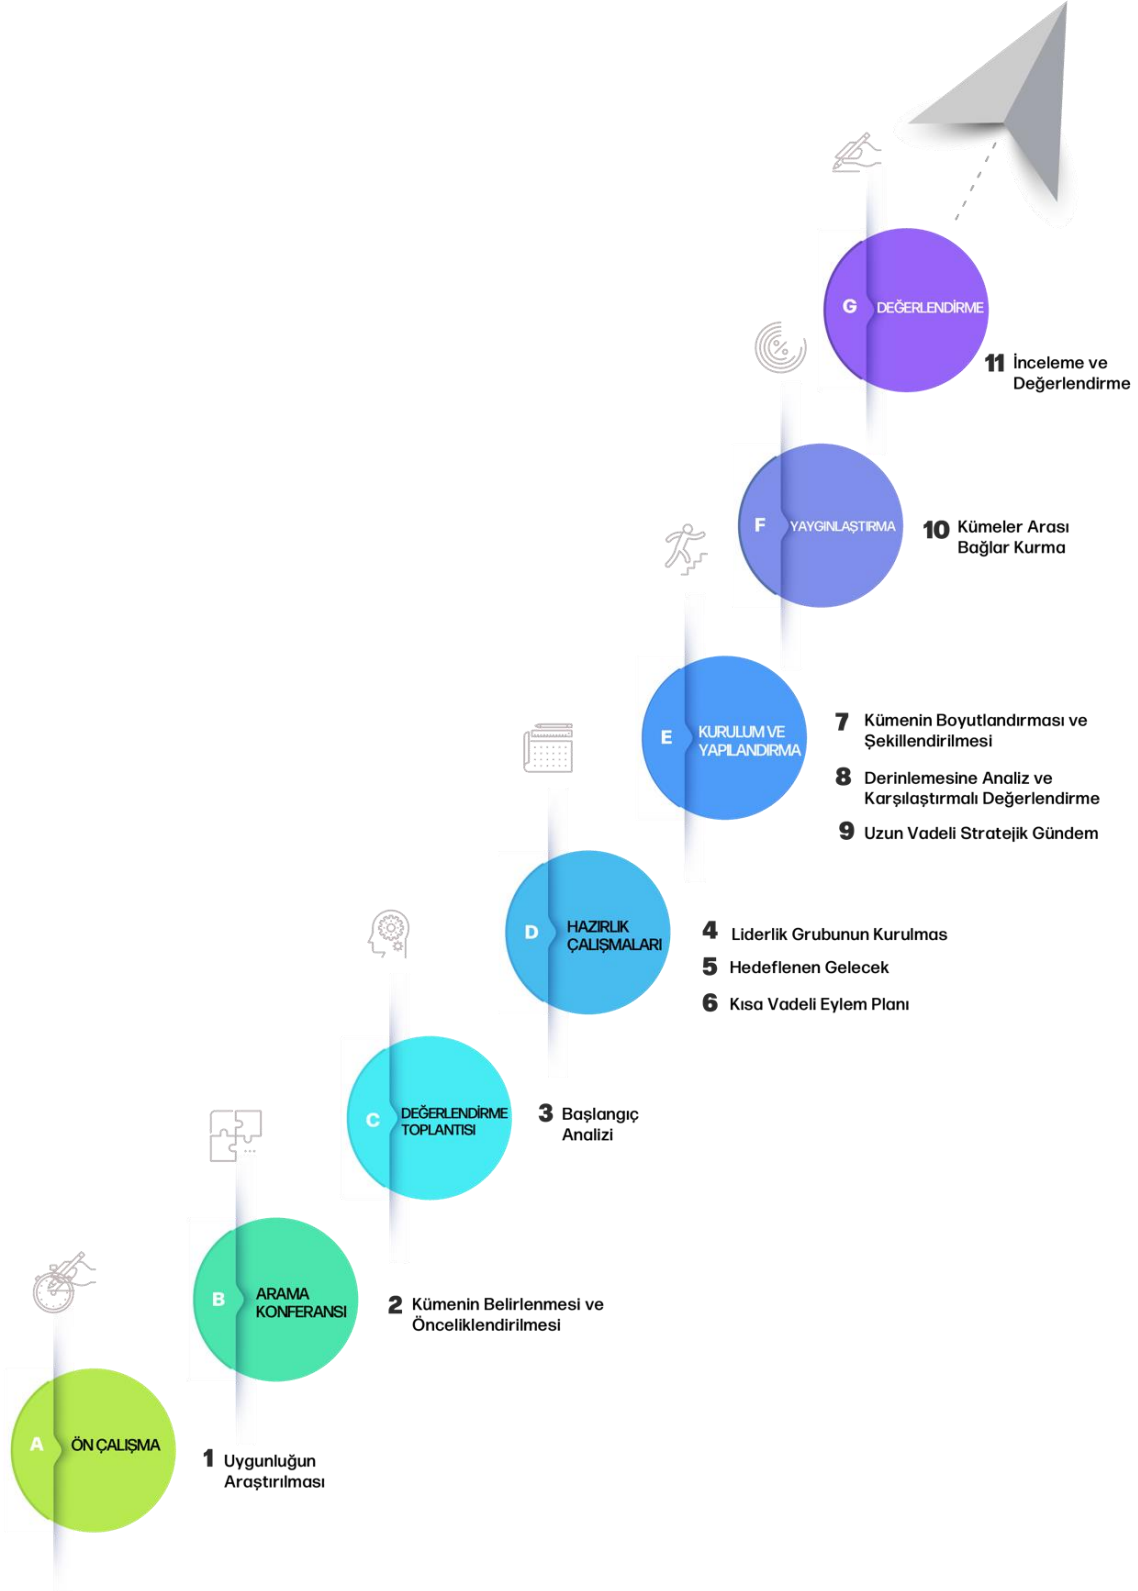 G DEĞERLENDİRME
11 İnceleme ve
Değerlendirme
F YAYGINLAŞTIRMA
10 Kümeler Arası
Bağlar Kurma
E KURULUM VE
YAPILANDIRMA
7 Kümenin Boyutlandırması ve
Şekillendirilmesi
8 Derinlemesine Analiz ve
Karşılaştırmalı Değerlendirme
9 Uzun Vadeli Stratejik Gündem
D HAZIRLIK
ÇALIŞMALARI
4 Liderlik Grubunun Kurulmas
5 Hedeflenen Gelecek
6 Kısa Vadeli Eylem Planı
C DEĞERLENDİRME
TOPLANTISI
3 Başlangıç
Analizi
B ARAMA
KONFERANSI
2 Kümenin Belirlenmesi ve
Önceliklendirilmesi
A ÖN ÇALIŞMA
1 Uygunluğun
Araştırılması